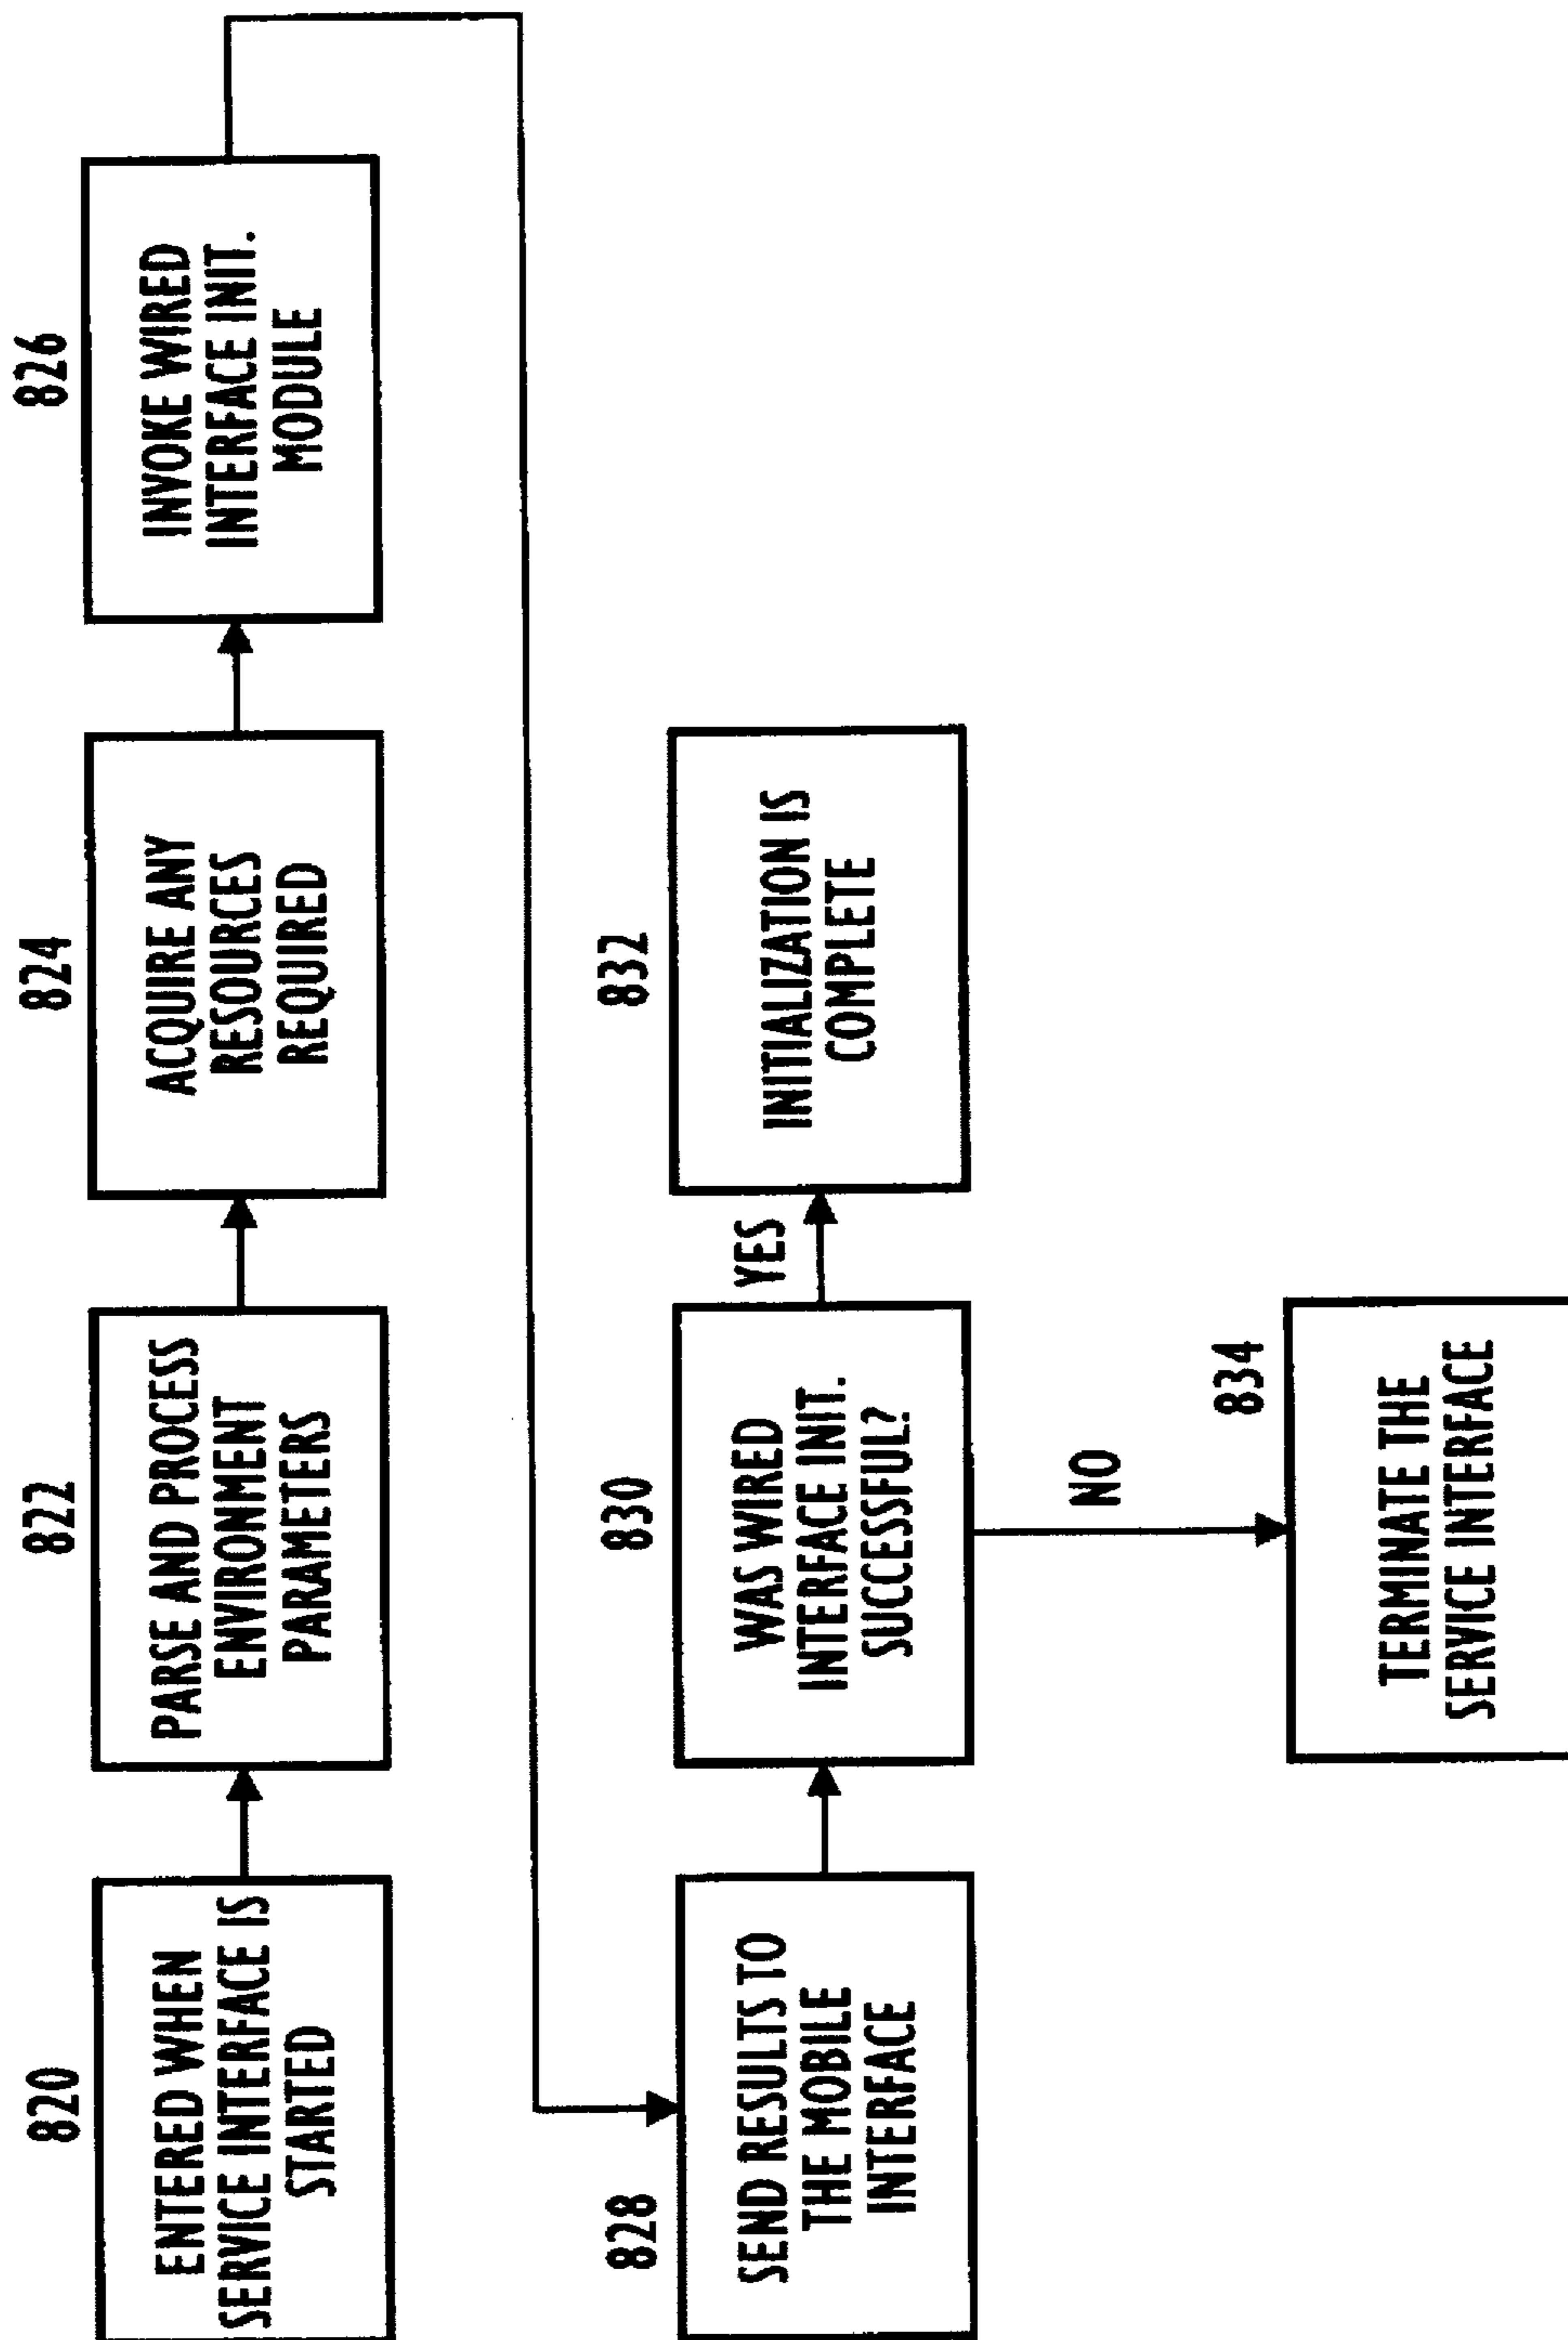 820
ENTERED WHEN
SERVICE INTERFACE IS
STARTED
822
PARSE AND PROCESS
ENVIRONMENT
PARAMETERS
824
ACQUIRE ANY
RESOURCES
REQUIRED
826
INVOKE WIRED
INTERFACE INIT.
MODULE
828
SEND RESULTS TO
THE MOBILE
INTERFACE
830
WAS WIRED
INTERFACE INIT.
SUCCESSFUL?
YES
832
INITIALIZATION IS
COMPLETE
NO
834
TERMINATE THE
SERVICE INTERFACE